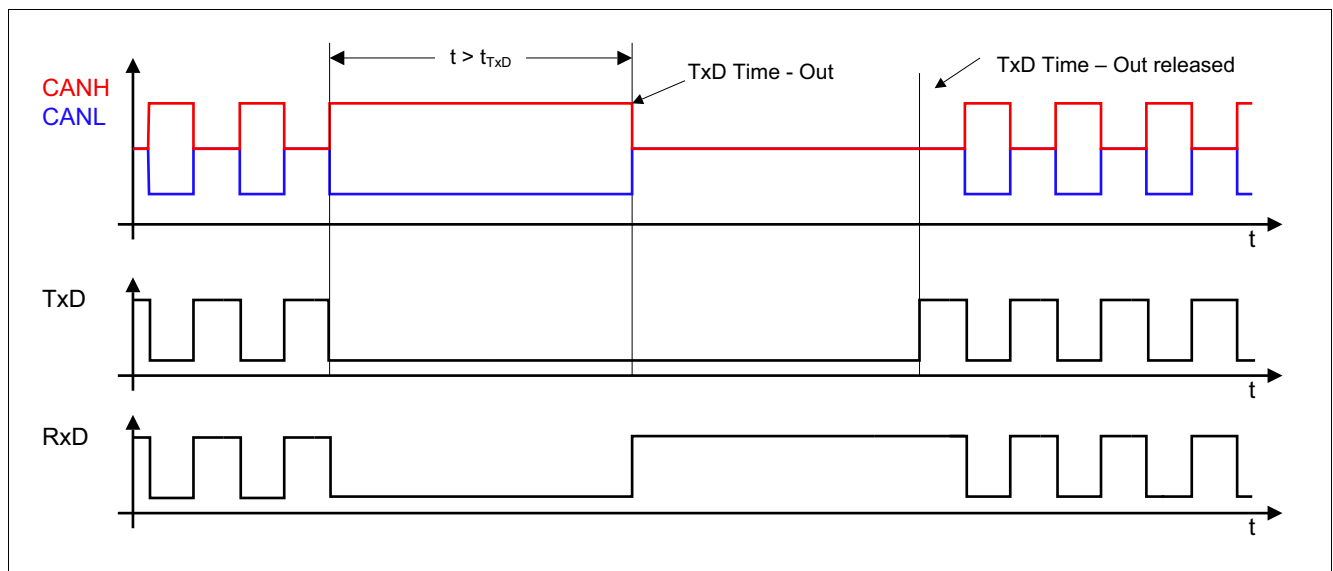 t > tTxD
TxD Time - Out
TxD Time – Out released
CANH
CANL
t
TxD
t
RxD
t